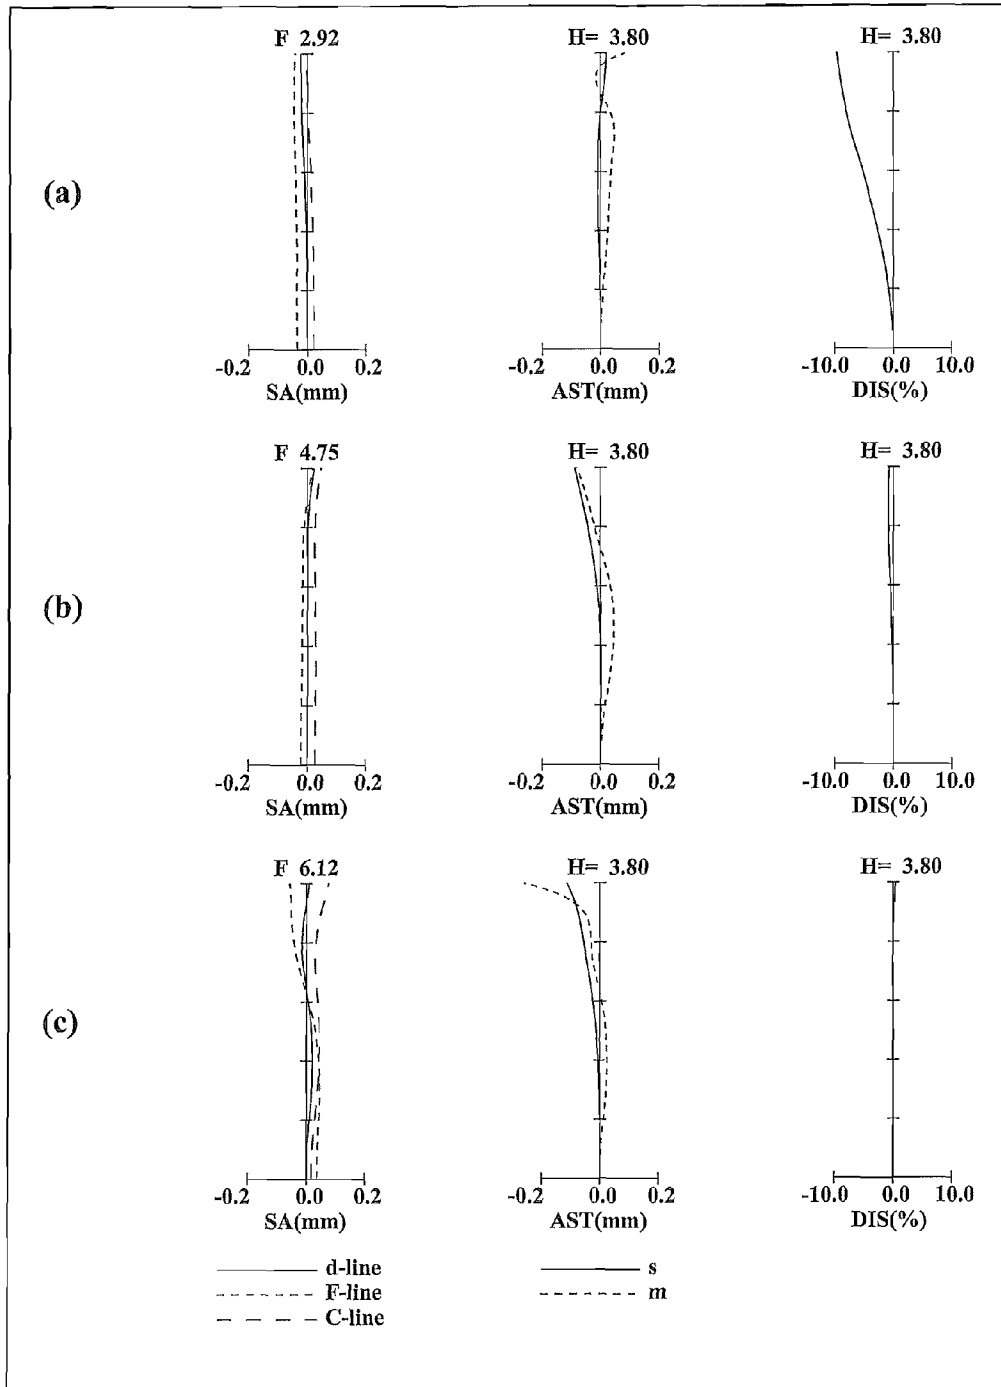 F 2.92 H= 3.80 H= 3.80
(a)
-0.2 0.0 0.2 -0.2 0.0 0.2 -10.0 0.0 10.0
SA(mm) AST(mm) DIS(%)
F 4.75 H= 3.80 H= 3.80
(b)
-0.2 0.0 0.2 -0.2 0.0 0.2 -10.0 0.0 10.0
SA(mm) AST(mm) DIS(%)
F 6.12 H= 3.80 H= 3.80
(c)
-0.2 0.0 0.2 -0.2 0.0 0.2 -10.0 0.0 10.0
SA(mm) AST(mm) DIS(%)
d-line s
F-line m
C-line